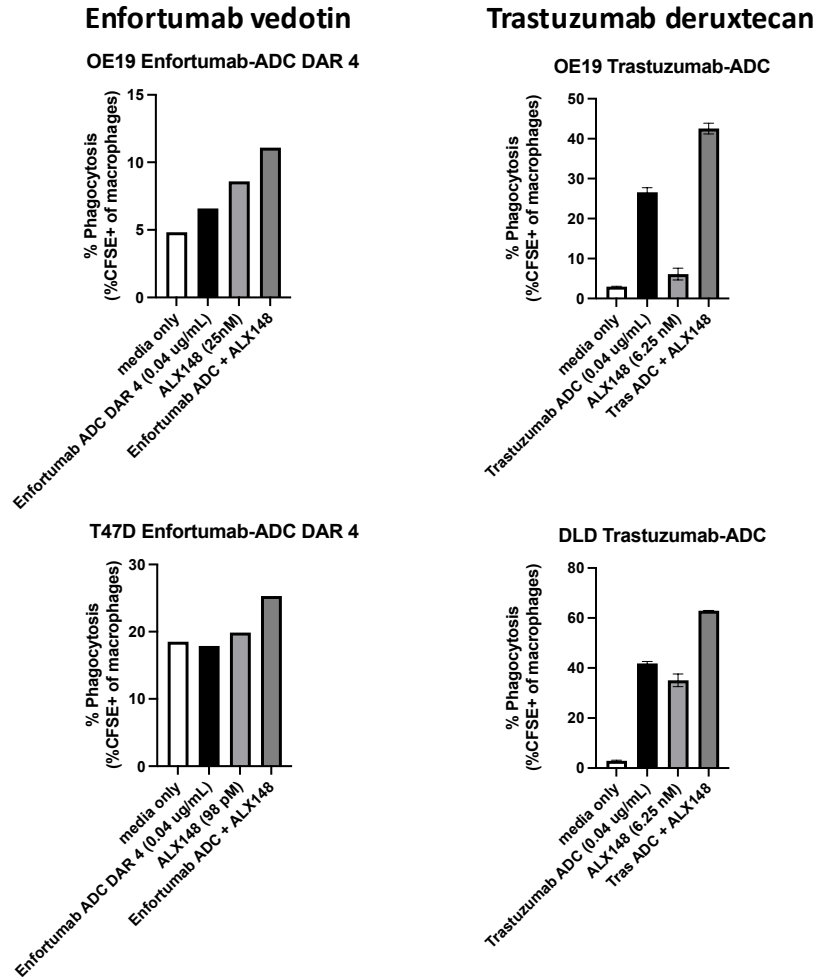 Enfortumab vedotin
OE19 Enfortumab-ADC DAR 4
% Phagocytosis
(%CFSE+ of macrophages)
15
10
5
0
media only
Enfortumab ADC DAR 4 (0.04 ug/mL)
ALX148 (25nM)
Enfortumab ADC + ALX148
Trastuzumab deruxtecan
OE19 Trastuzumab-ADC
% Phagocytosis
(%CFSE+ of macrophages)
50
40
30
20
10
0
media only
Trastuzumab ADC (0.04 ug/mL)
ALX148 (6.25 nM)
Tras ADC + ALX148
T47D Enfortumab-ADC DAR 4
% Phagocytosis
(%CFSE+ of macrophages)
30
20
10
0
media only
Enfortumab ADC DAR 4 (0.04 ug/mL)
ALX148 (98 pM)
Enfortumab ADC + ALX148
DLD Trastuzumab-ADC
% Phagocytosis
(%CFSE+ of macrophages)
80
60
40
20
0
media only
Trastuzumab ADC (0.04 ug/mL)
ALX148 (6.25 nM)
Tras ADC + ALX148